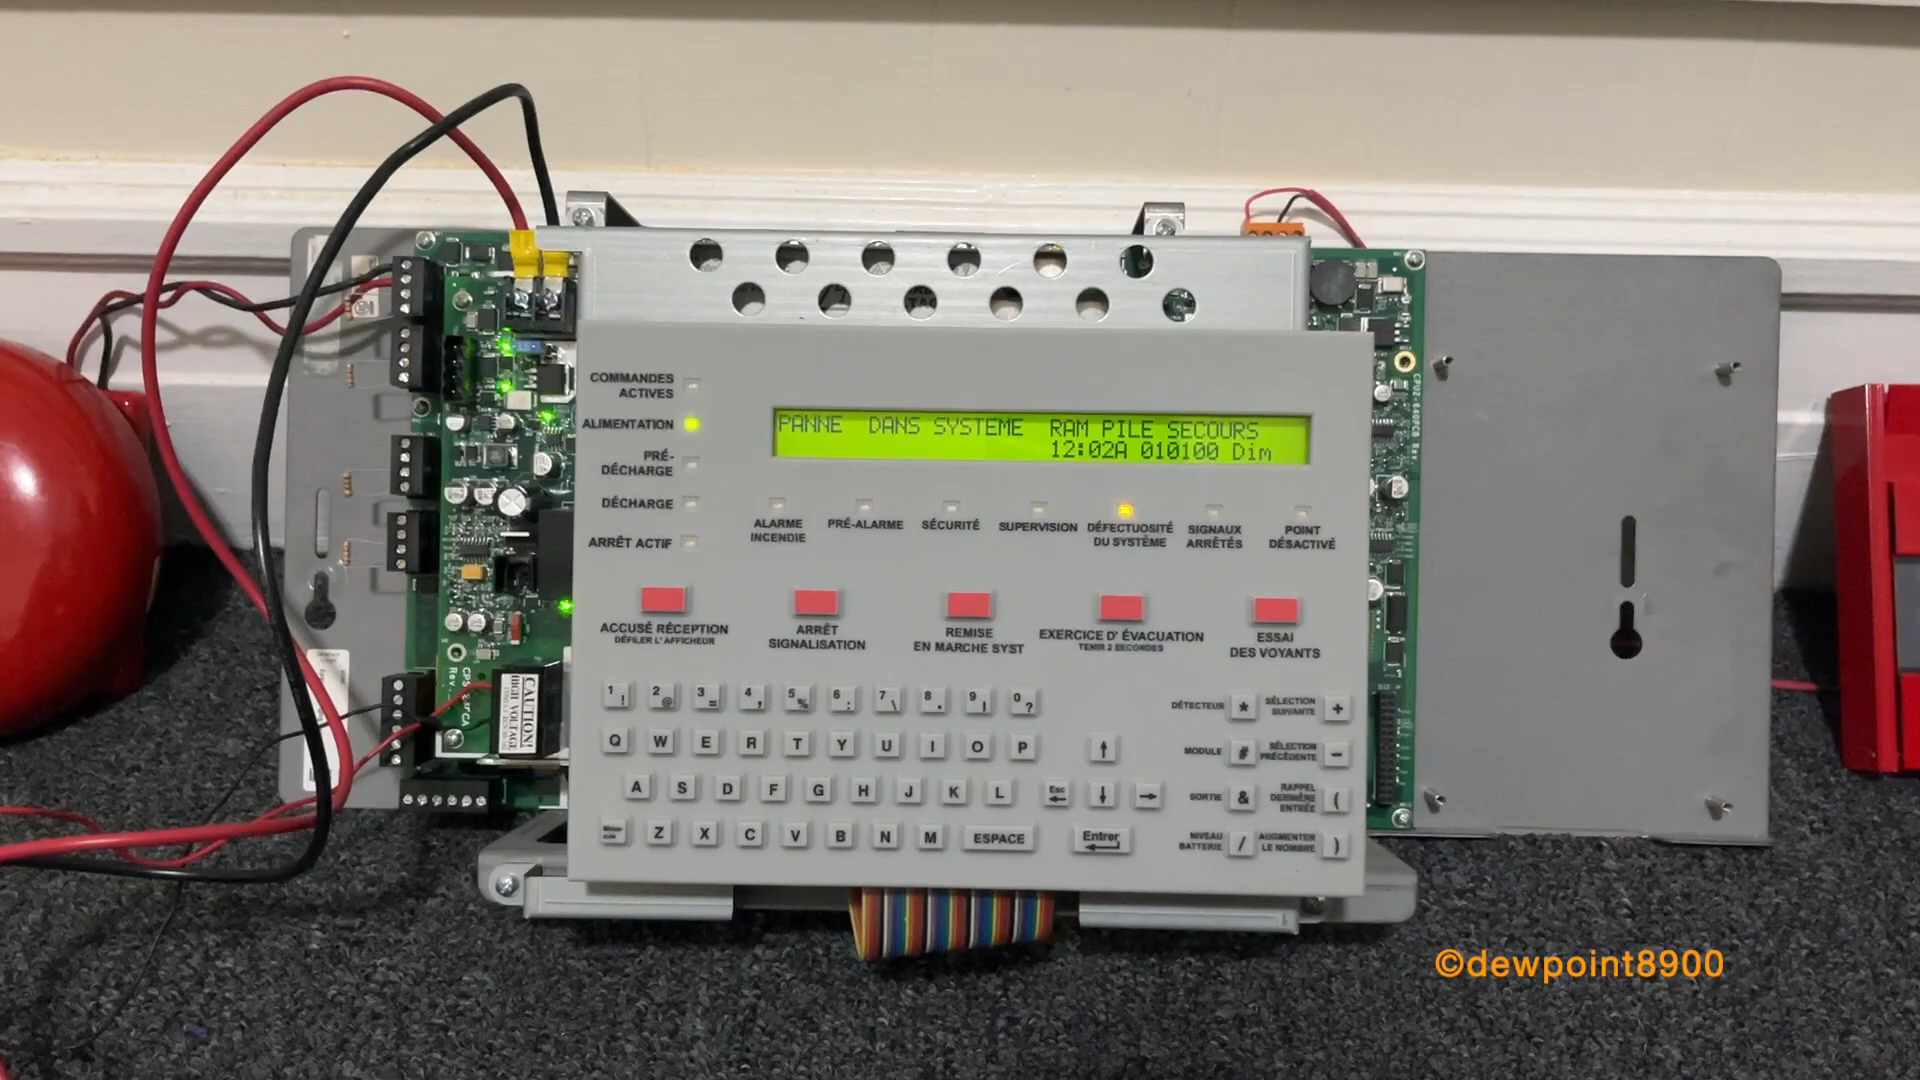 COMMANDES
ACTIVES
ALIMENTATION
PRÉ-
DÉCHARGE
DÉCHARGE
ARRÊT ACTIF
PANNE DANS SYSTEME RAM PILE SECOURS
12:02A 010100 Dim
ALARME
INCENDIE
PRÉ-ALARME
SÉCURITÉ
SUPERVISION
DÉFECTUOSITÉ
DU SYSTÈME
SIGNAUX
ARRÊTÉS
POINT
DÉSACTIVÉ
ACCUSÉ RÉCEPTION
DÉFILER L' AFFICHEUR
ARRÊT
SIGNALISATION
REMISE
EN MARCHE SYST
EXERCICE D' ÉVACUATION
TENIR 2 SECONDES
ESSAI
DES VOYANTS
1 ! 2 @ 3 = 4 , 5 % 6 : 7 \ 8 . 9 | 0 ?
Q W E R T Y U I O P
A S D F G H J K L
Z X C V B N M ESPACE
Esc
Entrer
DÉTECTEUR *
SÉLECTION
SUIVANTE +
MODULE #
SÉLECTION
PRÉCÉDENTE -
SORTIE &
RAPPEL
DERNIÈRE
ENTRÉE (
NIVEAU
BATTERIE /
AUGMENTER
LE NOMBRE )
CAUTION!
HIGH VOLTAGE
©dewpoint8900